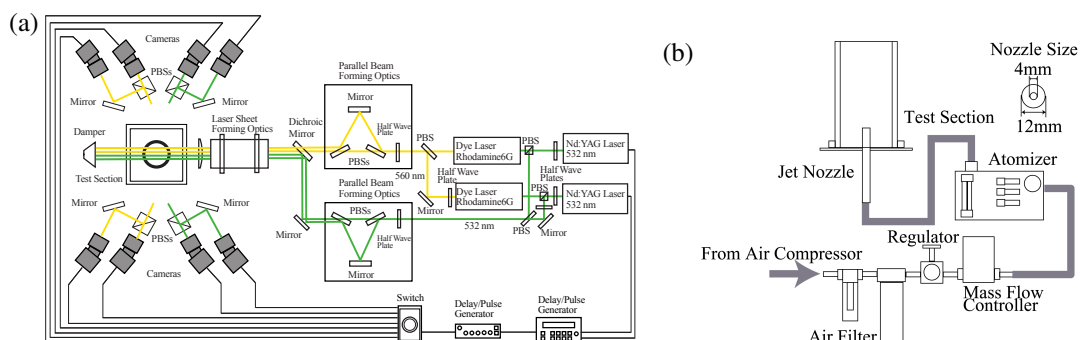 (a)
Cameras
PBSs
Mirror
Mirror
Damper
Test Section
Laser Sheet
Forming Optics
Dichroic
Mirror
Parallel Beam
Forming Optics
Mirror
PBSs
Half Wave
Plate
560 nm
PBS
Dye Laser
Rhodamine6G
PBS
Nd:YAG Laser
532 nm
Half Wave
Plate
Mirror
Dye Laser
Rhodamine6G
532 nm
Half Wave
Plates
PBS
Nd:YAG Laser
532 nm
PBS
Mirror
Parallel Beam
Forming Optics
PBSs
Half Wave
Plate
Mirror
Mirror
Mirror
PBSs
Mirror
Cameras
Switch
Delay/Pulse
Generator
Delay/Pulse
Generator
(b)
Nozzle Size
4mm
12mm
Test Section
Jet Nozzle
Atomizer
Regulator
From Air Compressor
Mass Flow
Controller
Air Filter